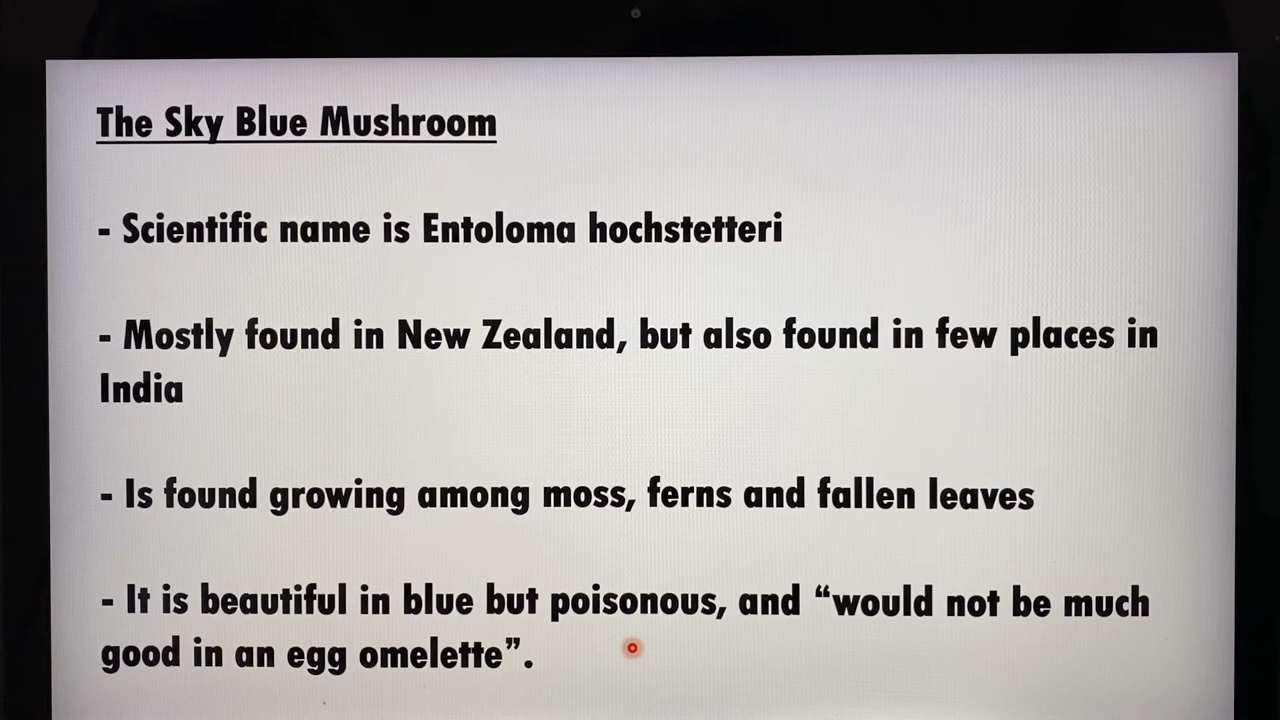 The Sky Blue Mushroom
- Scientific name is Entoloma hochstetteri
- Mostly found in New Zealand, but also found in few places in
India
- Is found growing among moss, ferns and fallen leaves
- It is beautiful in blue but poisonous, and “would not be much
good in an egg omelette”.